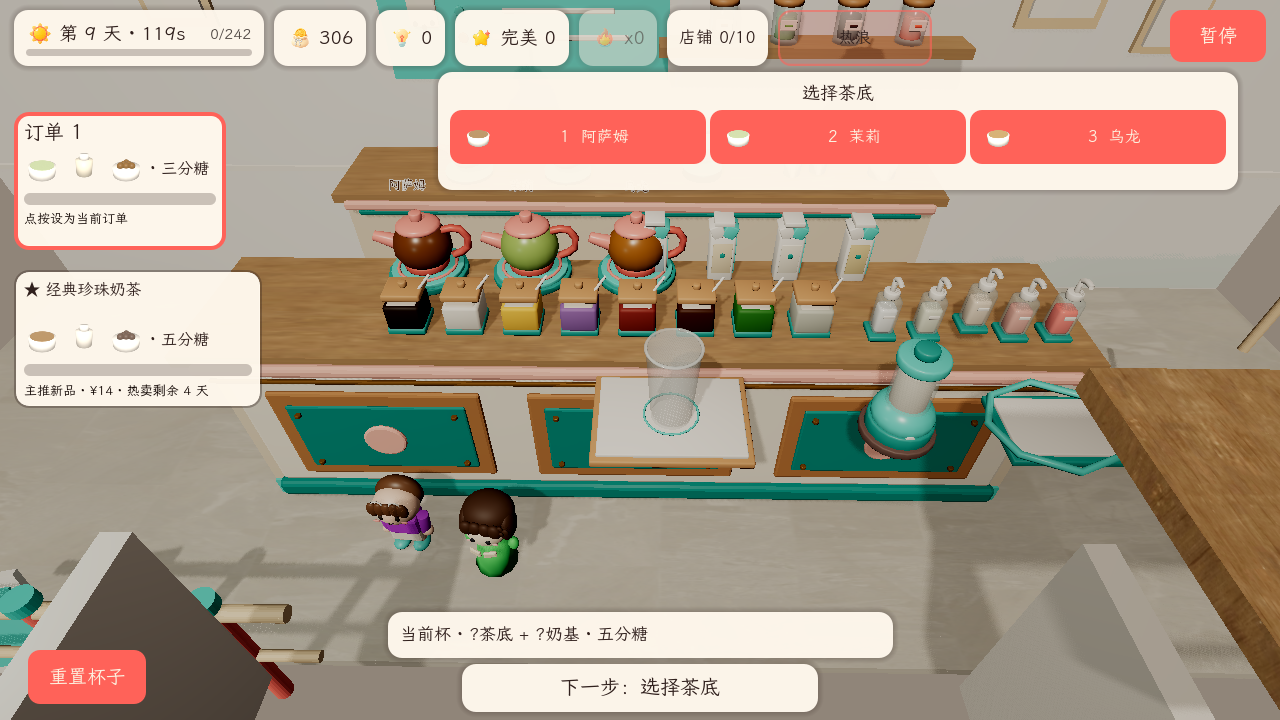 第 9 天・119s
0/242
306
0
完美 0
x0
店铺 0/10
热浪
暂停
选择茶底
1 阿萨姆
2 茉莉
3 乌龙
订单 1
・三分糖
点按设为当前订单
★ 经典珍珠奶茶
・五分糖
主推新品・¥14・热卖剩余 4 天
阿萨姆
当前杯・?茶底 + ?奶基・五分糖
下一步: 选择茶底
重置杯子